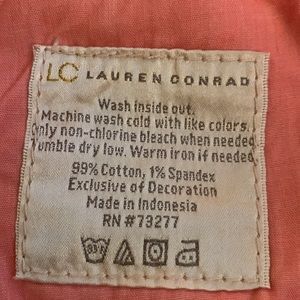 LC LAUREN CONRAD
Wash inside out.
Machine wash cold with like colors.
Only non-chlorine bleach when needed
Tumble dry low. Warm iron if needed
99% Cotton, 1% Spandex
Exclusive of Decoration
Made in Indonesia
RN #73277